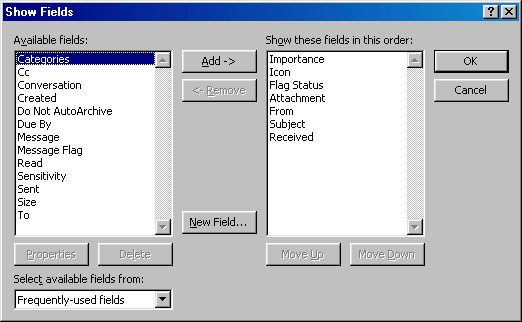 Show Fields
Available fields:
Categories
Cc
Conversation
Created
Do Not AutoArchive
Due By
Message
Message Flag
Read
Sensitivity
Sent
Size
To
Add ->
<- Remove
New Field...
Show these fields in this order:
Importance
Icon
Flag Status
Attachment
From
Subject
Received
OK
Cancel
Properties
Delete
Move Up
Move Down
Select available fields from:
Frequently-used fields